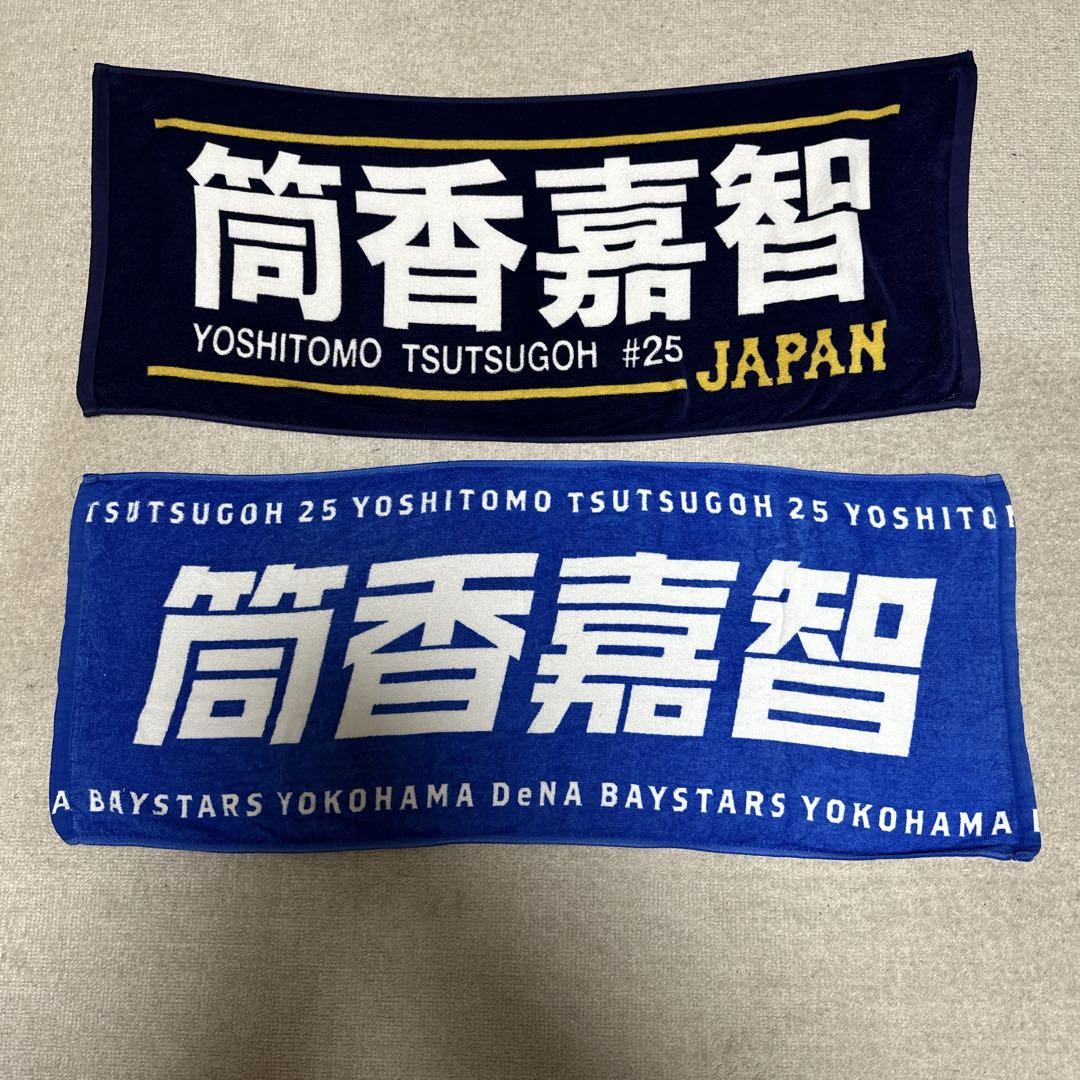 筒香嘉智
YOSHITOMO TSUTSUGOH #25 JAPAN
TSUTSUGOH 25 YOSHITOMO TSUTSUGOH 25 YOSHITO
筒香嘉智
A BAYSTARS YOKOHAMA DeNA BAYSTARS YOKOHAMA